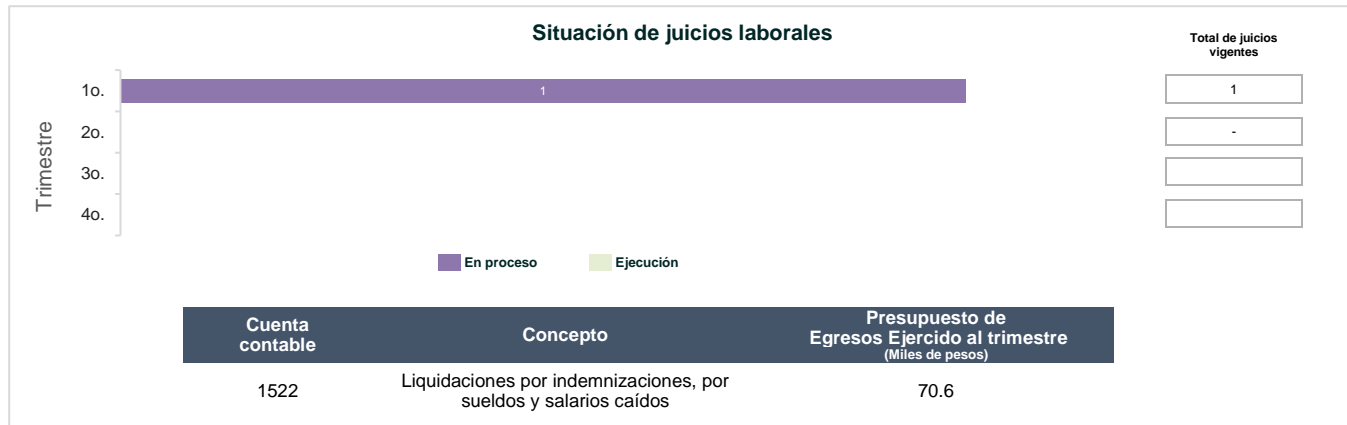 Situación de juicios laborales
Total de juicios
vigentes
Trimestre
1o.
1
1
2o.
-
3o.
4o.
En proceso
Ejecución
Cuenta
contable
Concepto
Presupuesto de
Egresos Ejercido al trimestre
(Miles de pesos)
1522
Liquidaciones por indemnizaciones, por
sueldos y salarios caídos
70.6